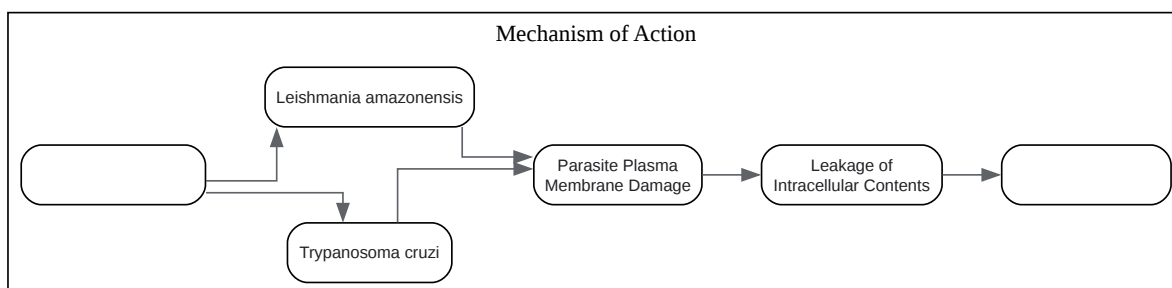 Mechanism of Action
Leishmania amazonensis
Parasite Plasma
Membrane Damage
Leakage of
Intracellular Contents
Trypanosoma cruzi